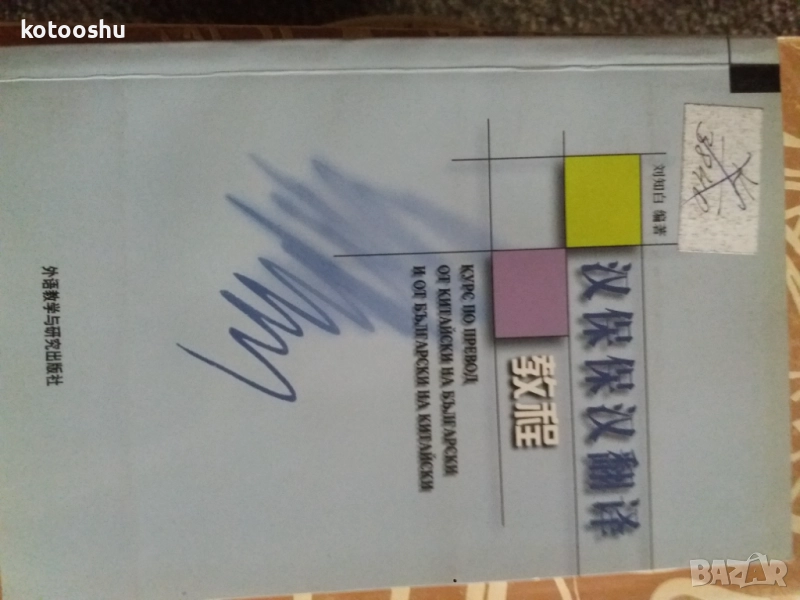 kotooshu
刘知白 编著
汉保保汉翻译
教程
КУРС ПО ПРЕВОД
ОТ КИТАЙСКИ НА БЪЛГАРСКИ
И ОТ БЪЛГАРСКИ НА КИТАЙСКИ
外语教学与研究出版社
BAZAR